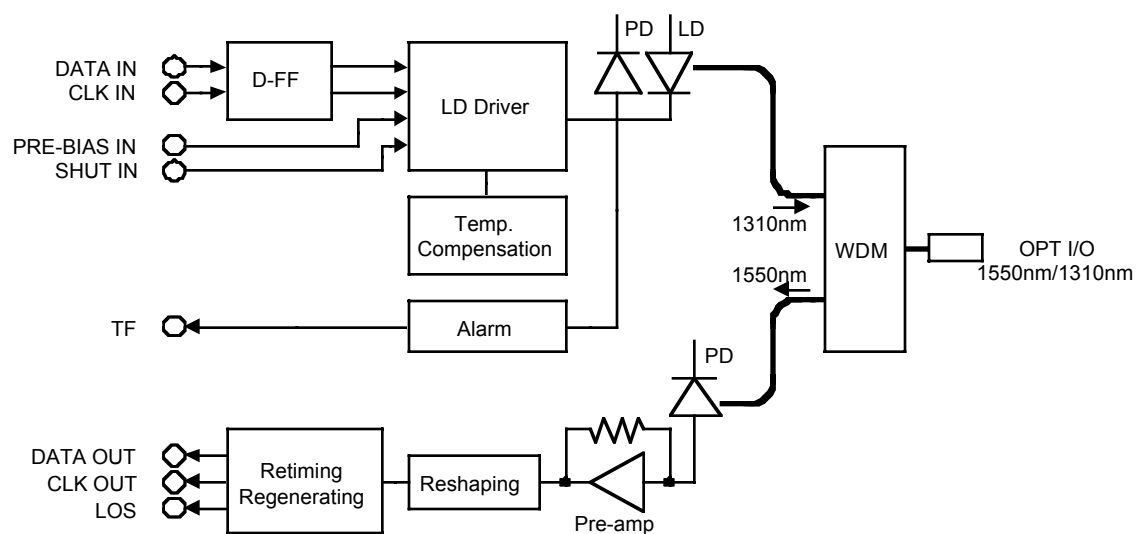 PD
LD
DATA IN
CLK IN
D-FF
LD Driver
PRE-BIAS IN
SHUT IN
Temp.
Compensation
1310nm
WDM
OPT I/O
1550nm/1310nm
1550nm
TF
Alarm
PD
DATA OUT
CLK OUT
LOS
Retiming
Regenerating
Reshaping
Pre-amp